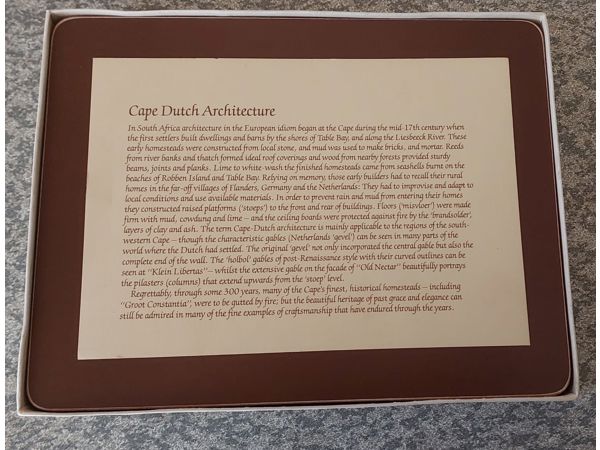 Cape Dutch Architecture
In South Africa architecture in the European idiom began at the Cape during the mid-17th century when
the first settlers built dwellings and barns by the shores of Table Bay, and along the Liesbeeck River. These
early homesteads were constructed from local stone, and mud was used to make bricks, and mortar. Reeds
from river banks and thatch formed ideal roof coverings and wood from nearby forests provided sturdy
beams, joints and planks. Lime to white-wash the finished homesteads came from seashells burnt on the
beaches of Robben Island and Table Bay. Relying on memory, those early builders had to recall their rural
homes in the far-off villages of Flanders, Germany and the Netherlands: They had to improvise and adapt to
local conditions and use available materials. In order to prevent rain and mud from entering their homes
they constructed raised platforms ('stoeps') to the front and rear of buildings. Floors ('misvloer') were made
firm with mud, cowdung and lime – and the ceiling boards were protected against fire by the 'brandsolder',
layers of clay and ash. The term Cape-Dutch architecture is mainly applicable to the regions of the south-
western Cape – though the characteristic gables (Netherlands 'gevel') can be seen in many parts of the
world where the Dutch had settled. The original 'gevel' not only incorporated the central gable but also the
complete end of the wall. The 'holbol' gables of post-Renaissance style with their curved outlines can be
seen at "Klein Libertas" – whilst the extensive gable on the facade of "Old Nectar" beautifully portrays
the pilasters (columns) that extend upwards from the 'stoep' level.
Regrettably, through some 300 years, many of the Cape's finest, historical homesteads – including
"Groot Constantia", were to be gutted by fire; but the beautiful heritage of past grace and elegance can
still be admired in many of the fine examples of craftsmanship that have endured through the years.